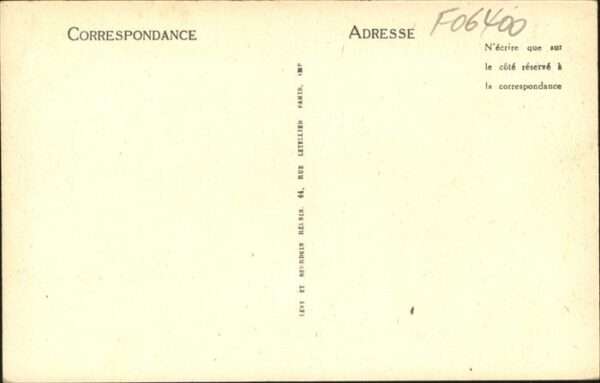 CORRESPONDANCE
ADRESSE
F06400
N'écrire que sur
le côté réservé à
la correspondance
LEVY ET NEURDEIN RÉUNIS, 44, RUE LETELLIER PARIS, IMP